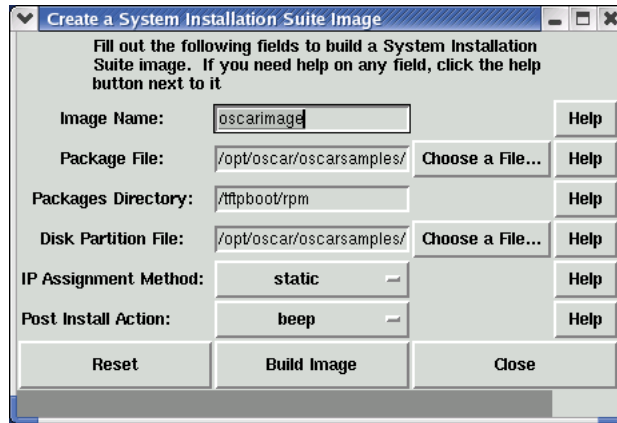 Create a System Installation Suite Image
Fill out the following fields to build a System Installation
Suite image. If you need help on any field, click the help
button next to it
Image Name: oscarimage Help
Package File: /opt/oscar/oscarsamples/ Choose a File... Help
Packages Directory: /tftpboot/rpm Help
Disk Partition File: /opt/oscar/oscarsamples/ Choose a File... Help
IP Assignment Method: static Help
Post Install Action: beep Help
Reset Build Image Close